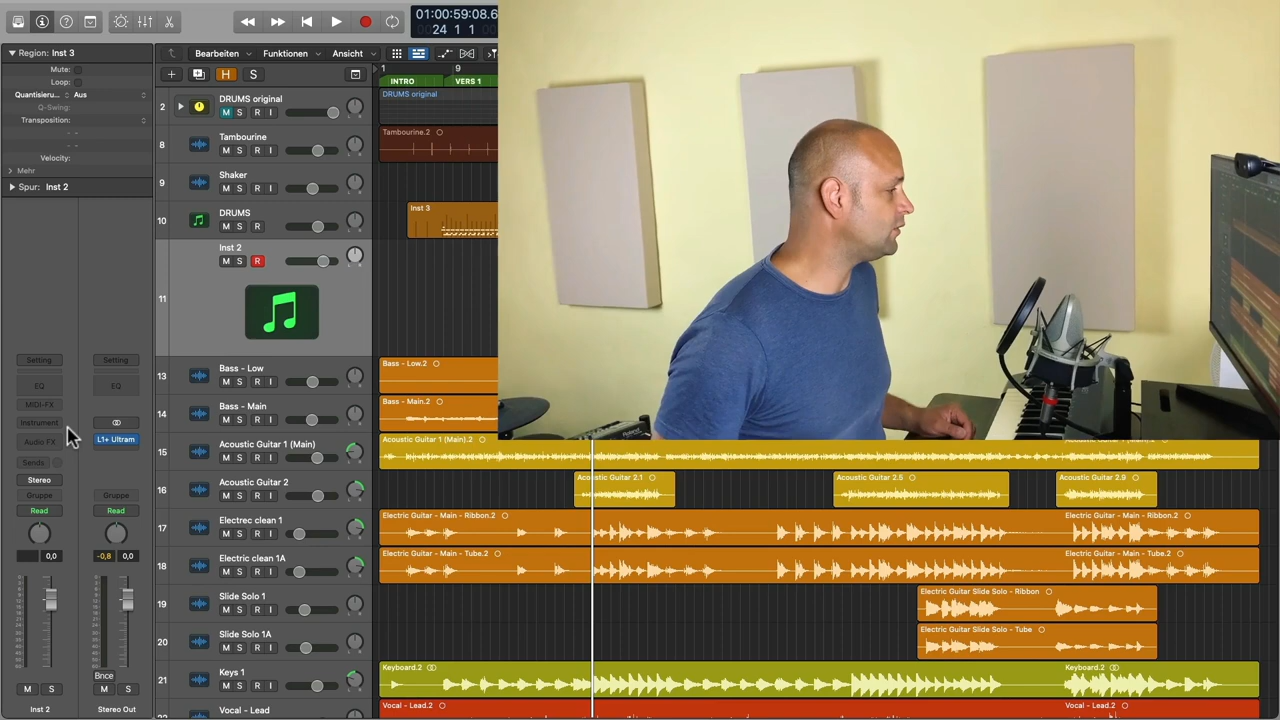 01:00:59:08.6
24 1 1
Region: Inst 3
Mute:
Loop:
Quantisieru... Aus
Q-Swing:
Transposition:
Velocity:
Mehr
Spur: Inst 2
Bearbeiten Funktionen Ansicht
H S
1 9
INTRO VERS 1
2 DRUMS original
M S R I
DRUMS original
8 Tambourine
M S R I
Tambourine.2
9 Shaker
M S R I
10 DRUMS
M S R
Inst 3
11 Inst 2
M S R
13 Bass - Low
M S R I
Bass - Low.2
14 Bass - Main
M S R I
Bass - Main.2
15 Acoustic Guitar 1 (Main)
M S R I
Acoustic Guitar 1 (Main).2
16 Acoustic Guitar 2
M S R I
Acoustic Guitar 2.1 Acoustic Guitar 2.5 Acoustic Guitar 2.9
17 Electrec clean 1
M S R I
Electric Guitar - Main - Ribbon.2 Electric Guitar - Main - Ribbon.2
18 Electric clean 1A
M S R I
Electric Guitar - Main - Tube.2 Electric Guitar - Main - Tube.2
19 Slide Solo 1
M S R I
Electric Guitar Slide Solo - Ribbon
20 Slide Solo 1A
M S R I
Electric Guitar Slide Solo - Tube
21 Keys 1
M S R I
Keyboard.2 Keyboard.2
Vocal - Lead
Vocal - Lead.2 Vocal - Lead.2
Setting Setting
EQ EQ
MIDI-FX
Instrument
Audio FX L1+ Ultram
Sends
Stereo
Gruppe Gruppe
Read Read
0,0 -0,8 0,0
Bnce
M S M S
Inst 2 Stereo Out